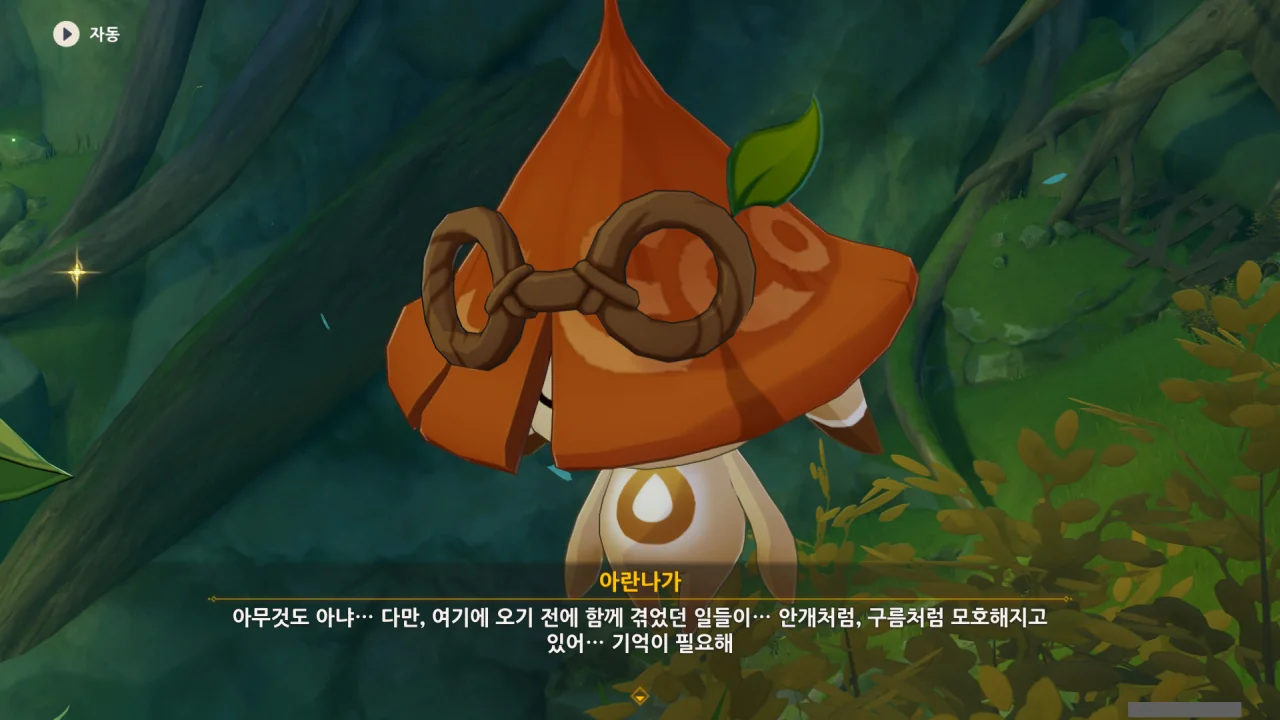 자동
아란나가
아무것도 아냐… 다만, 여기에 오기 전에 함께 겪었던 일들이… 안개처럼, 구름처럼 모호해지고
있어… 기억이 필요해